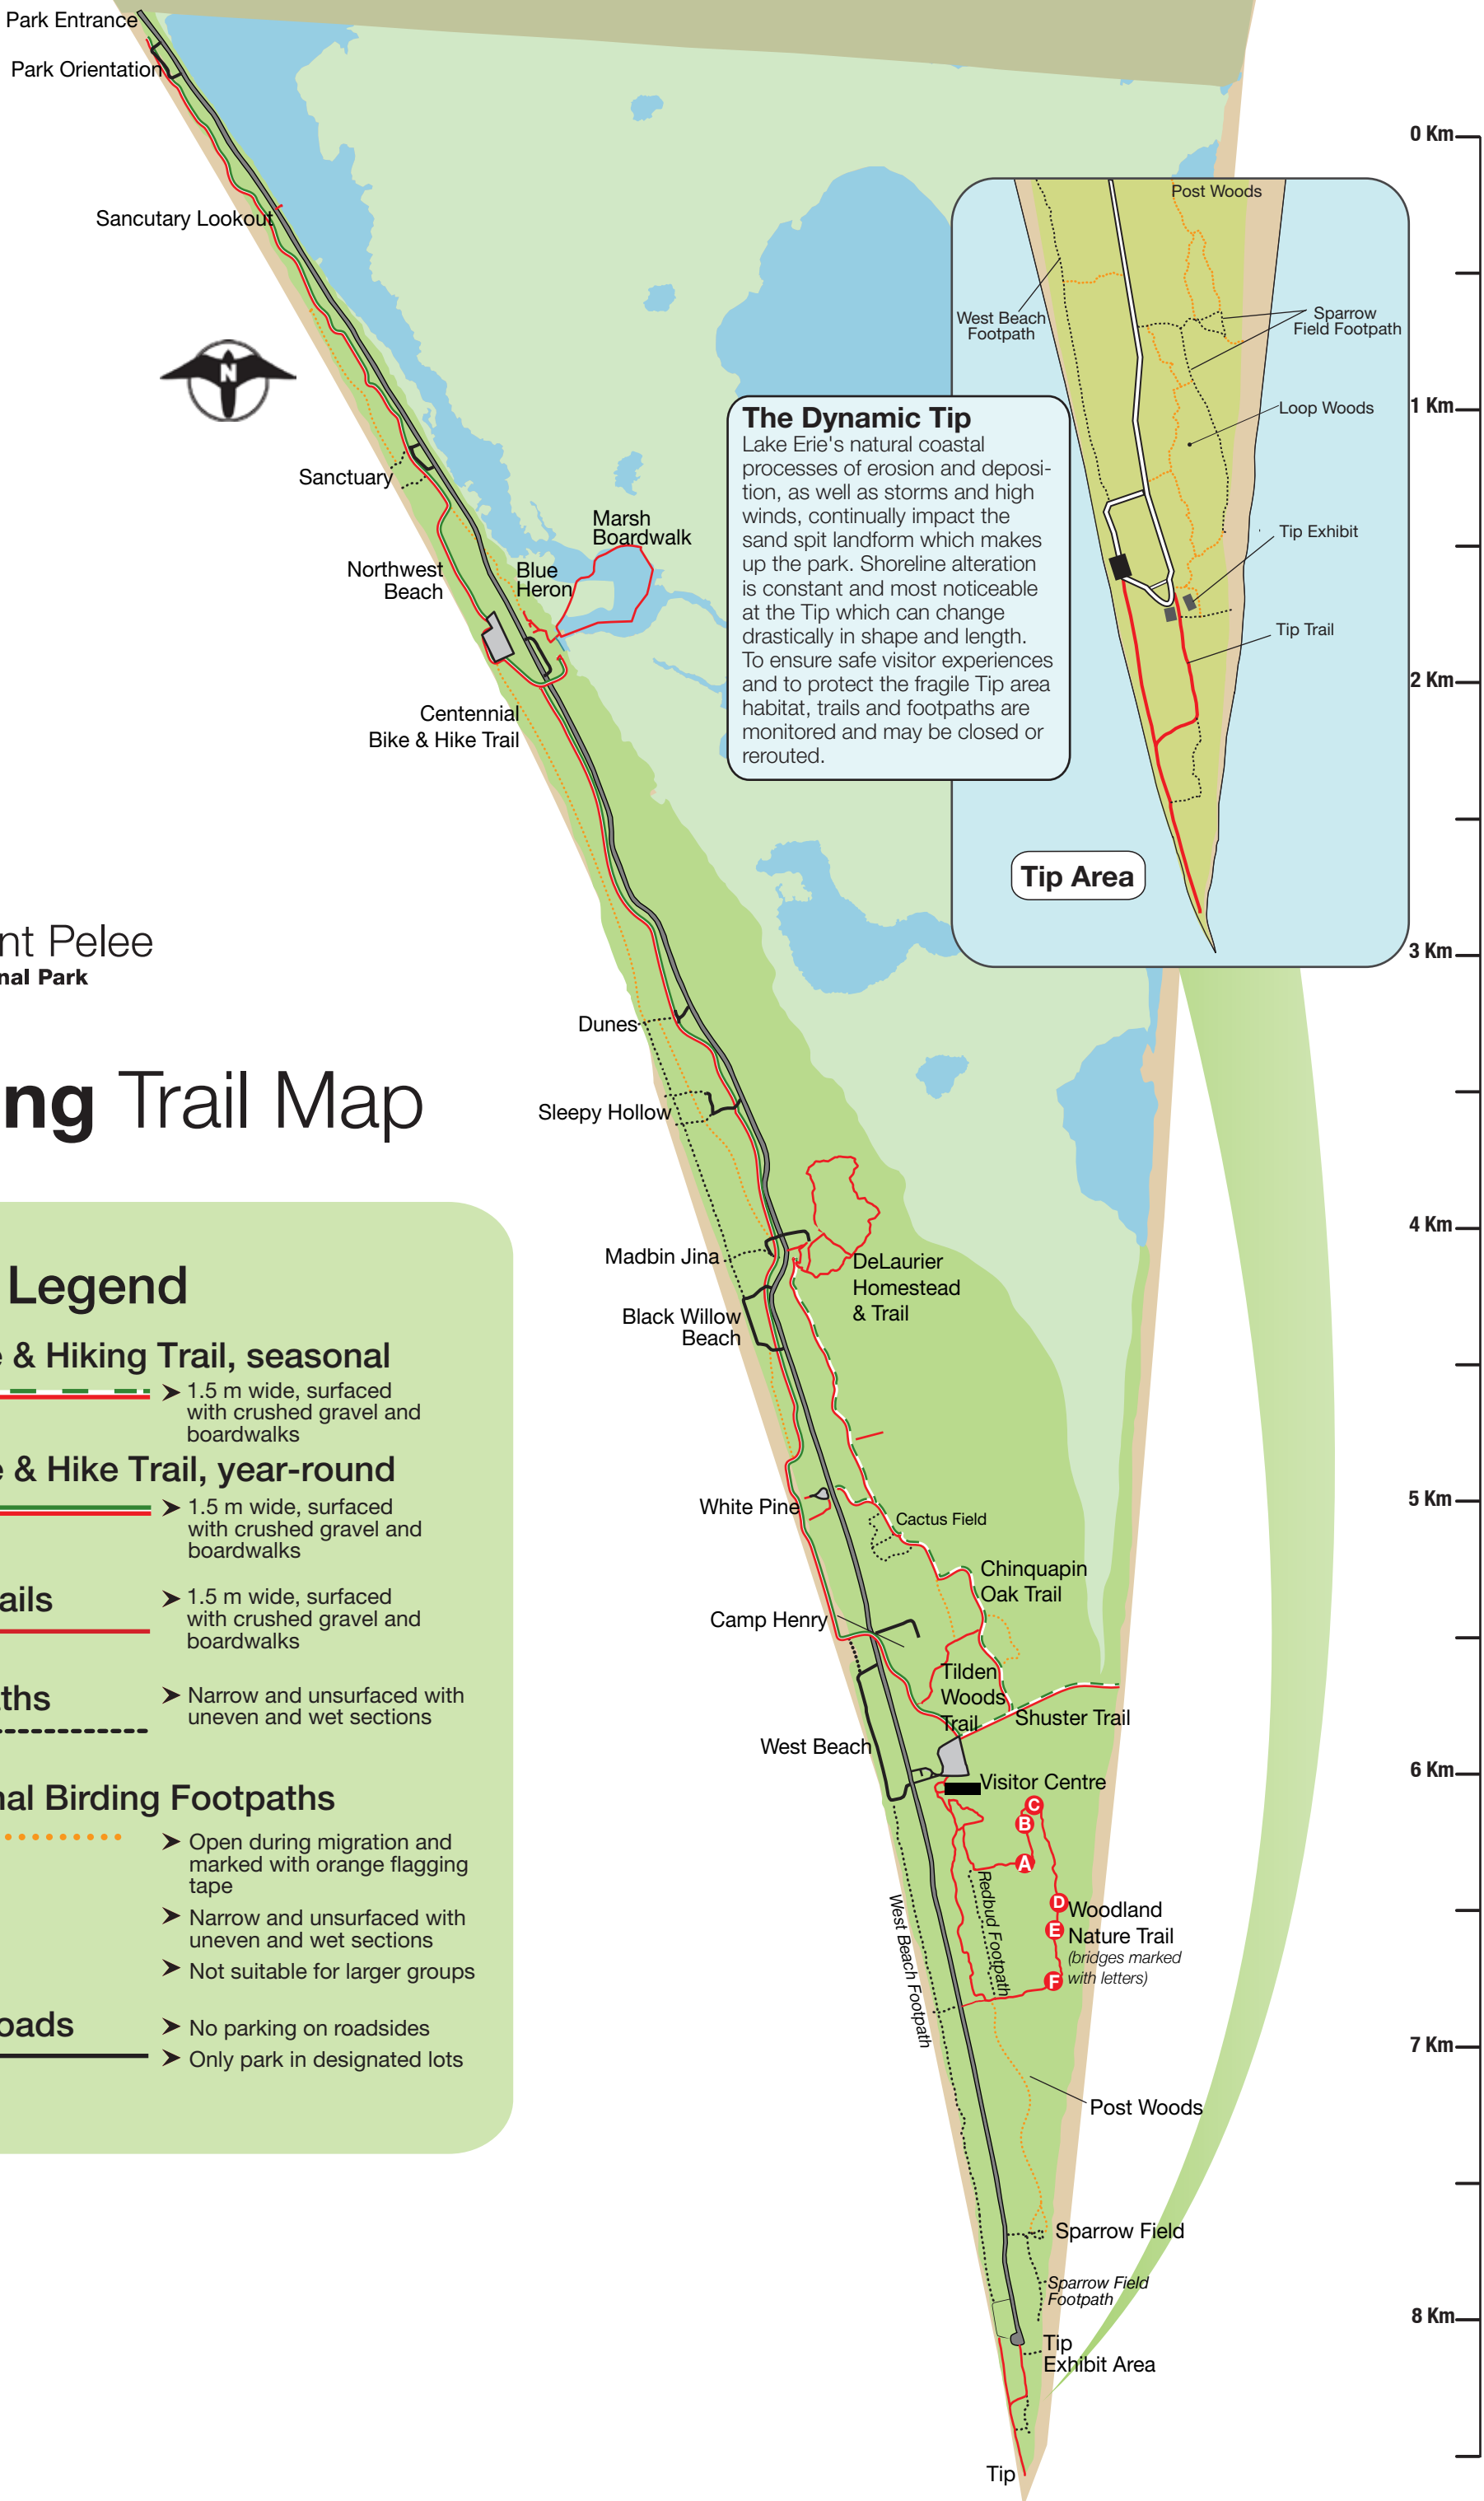 Park Entrance
Park Orientation
Sancutary Lookout
N
Sanctuary
Marsh
Boardwalk
Blue
Heron
Northwest
Beach
Centennial
Bike & Hike Trail
The Dynamic Tip
Lake Erie's natural coastal
processes of erosion and deposi-
tion, as well as storms and high
winds, continually impact the
sand spit landform which makes
up the park. Shoreline alteration
is constant and most noticeable
at the Tip which can change
drastically in shape and length.
To ensure safe visitor experiences
and to protect the fragile Tip area
habitat, trails and footpaths are
monitored and may be closed or
rerouted.
Post Woods
West Beach
Footpath
Sparrow
Field Footpath
Loop Woods
Tip Exhibit
Tip Trail
Tip Area
0 Km
1 Km
2 Km
3 Km
4 Km
5 Km
6 Km
7 Km
8 Km
nt Pelee
nal Park
ng Trail Map
Dunes
Sleepy Hollow
Madbin Jina
DeLaurier
Homestead
& Trail
Black Willow
Beach
White Pine
Cactus Field
Chinquapin
Oak Trail
Camp Henry
Tilden
Woods
Trail
Shuster Trail
West Beach
Visitor Centre
C
B
A
D
E
F
Woodland
Nature Trail
(bridges marked
with letters)
Redbud Footpath
West Beach Footpath
Post Woods
Sparrow Field
Sparrow Field
Footpath
Tip
Exhibit Area
Tip
Legend
e & Hiking Trail, seasonal
➤ 1.5 m wide, surfaced
with crushed gravel and
boardwalks
e & Hike Trail, year-round
➤ 1.5 m wide, surfaced
with crushed gravel and
boardwalks
ails
➤ 1.5 m wide, surfaced
with crushed gravel and
boardwalks
ths
➤ Narrow and unsurfaced with
uneven and wet sections
nal Birding Footpaths
➤ Open during migration and
marked with orange flagging
tape
➤ Narrow and unsurfaced with
uneven and wet sections
➤ Not suitable for larger groups
oads
➤ No parking on roadsides
➤ Only park in designated lots